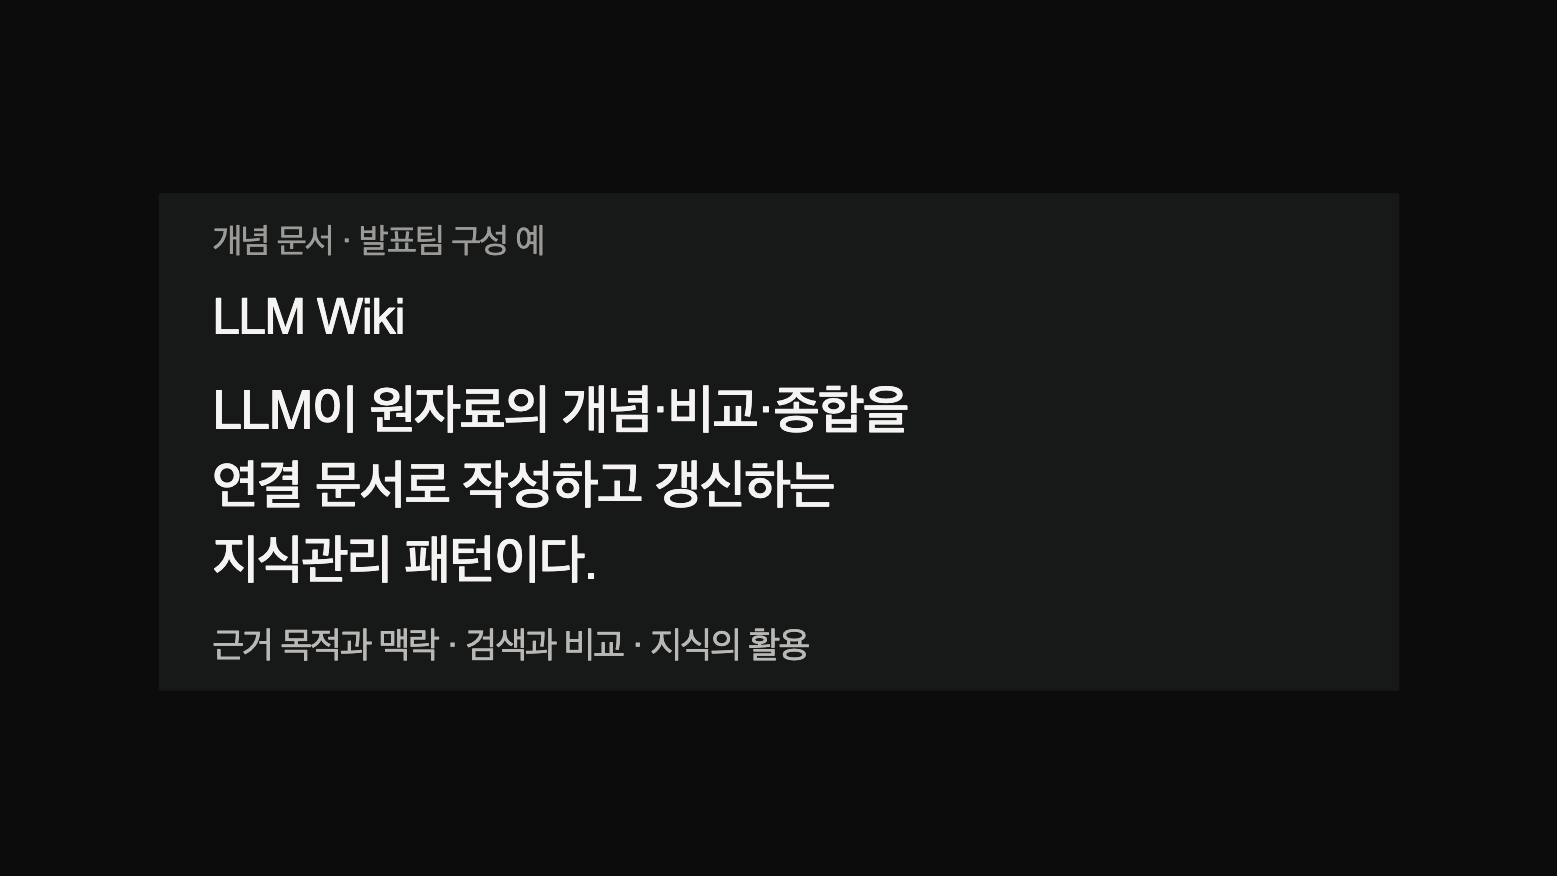 개념 문서 · 발표팀 구성 예
LLM Wiki
LLM이 원자료의 개념·비교·종합을
연결 문서로 작성하고 갱신하는
지식관리 패턴이다.
근거 목적과 맥락 · 검색과 비교 · 지식의 활용